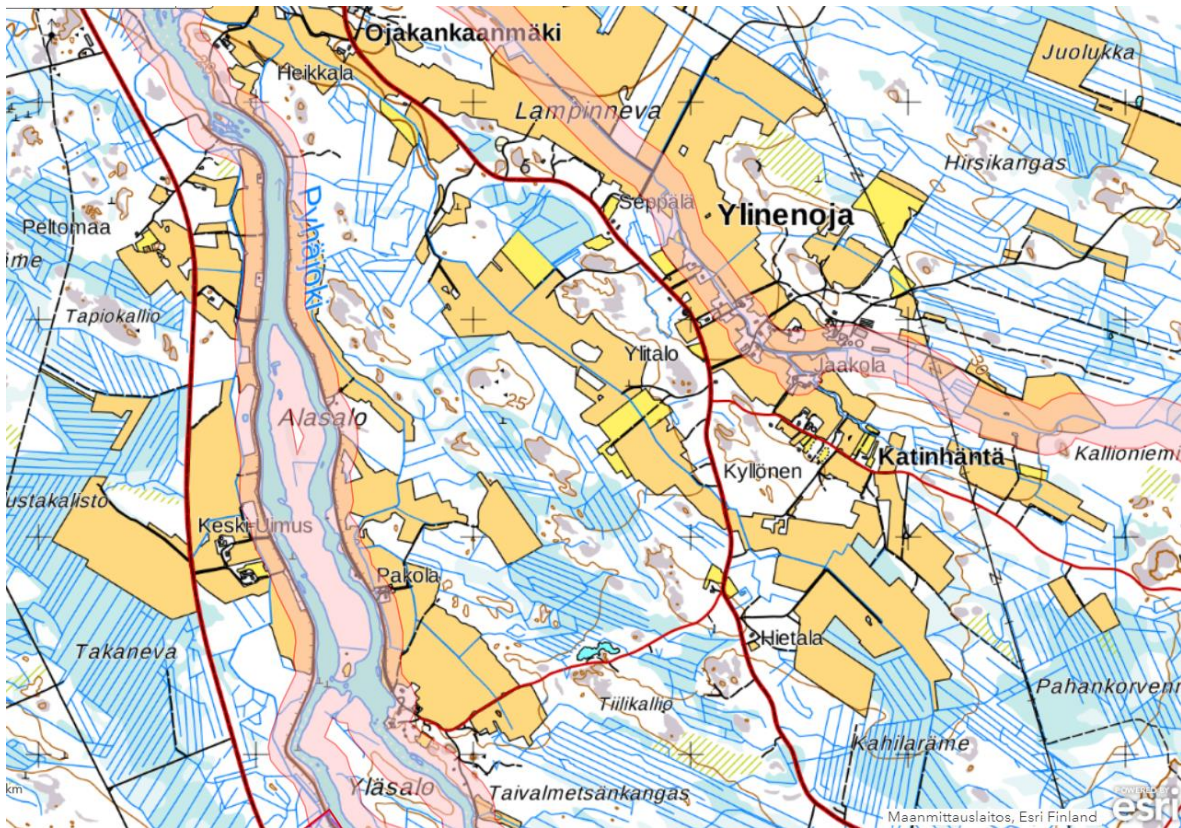 Ojakankaanmäki
Juolukka
Heikkala
Lampinneva
Hirsikangas
Seppälä
Ylinenoja
Peltomaa
Pyhäjoki
Tapiokallio
Ylitalo
Jaakola
25
Alasalo
Kyllönen
Katinhäntä
Kallioniemi
ustakalisto
Keski-Uimus
Pakola
Hietala
Takaneva
Tiilikallio
Pahankorvenn
Kahilaräme
km
Yläsalo
Taivalmetsänkangas
POWERED BY
esri
Maanmittauslaitos, Esri Finland